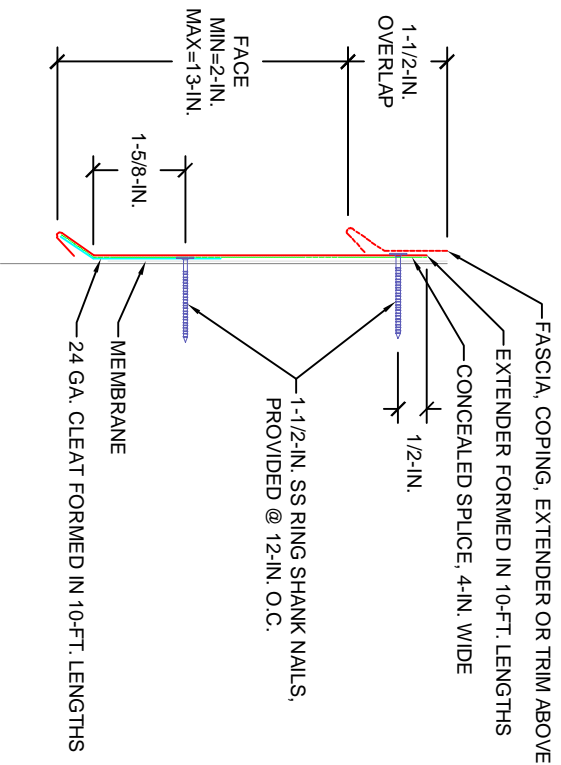 1-1/2-IN.
OVERLAP
FACE
MIN=2-IN.
MAX=13-IN.
1-5/8-IN.
FASCIA, COPING, EXTENDER OR TRIM ABOVE
EXTENDER FORMED IN 10-FT. LENGTHS
CONCEALED SPLICE, 4-IN. WIDE
1/2-IN.
1-1/2-IN. SS RING SHANK NAILS,
PROVIDED @ 12-IN. O.C.
MEMBRANE
24 GA. CLEAT FORMED IN 10-FT. LENGTHS